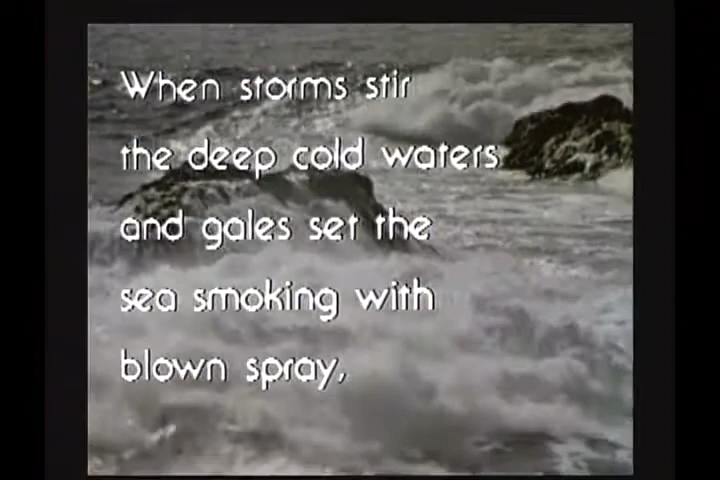 When storms stir
the deep cold waters
and gales set the
sea smoking with
blown spray,